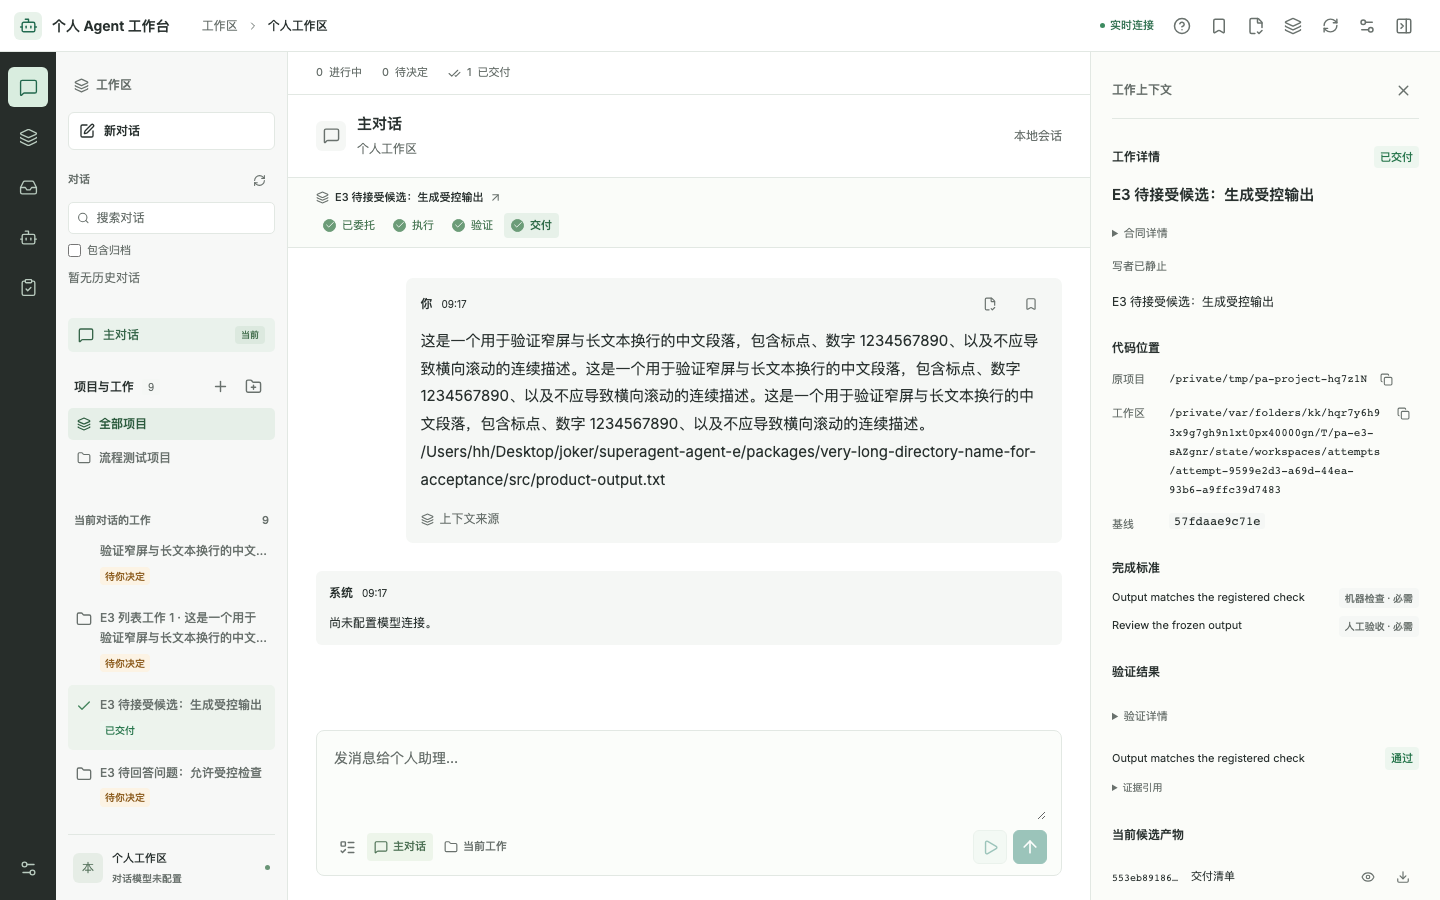 个人 Agent 工作台
工作区 > 个人工作区
实时连接
工作区
新对话
对话
搜索对话
包含归档
暂无历史对话
主对话 当前
项目与工作 9
全部项目
流程测试项目
当前对话的工作 9
验证窄屏与长文本换行的中文...
待你决定
E3 列表工作 1 · 这是一个用于
验证窄屏与长文本换行的中文...
待你决定
E3 待接受候选：生成受控输出
已交付
E3 待回答问题：允许受控检查
待你决定
本
个人工作区
对话模型未配置
0 进行中 0 待决定 1 已交付
主对话
个人工作区
本地会话
E3 待接受候选：生成受控输出
已委托 执行 验证 交付
你 09:17
这是一个用于验证窄屏与长文本换行的中文段落，包含标点、数字 1234567890、以及不应导
致横向滚动的连续描述。这是一个用于验证窄屏与长文本换行的中文段落，包含标点、数字
1234567890、以及不应导致横向滚动的连续描述。这是一个用于验证窄屏与长文本换行的中
文段落，包含标点、数字 1234567890、以及不应导致横向滚动的连续描述。
/Users/hh/Desktop/joker/superagent-agent-e/packages/very-long-directory-name-for-
acceptance/src/product-output.txt
上下文来源
系统 09:17
尚未配置模型连接。
发消息给个人助理...
主对话 当前工作
工作上下文
工作详情 已交付
E3 待接受候选：生成受控输出
合同详情
写者已静止
E3 待接受候选：生成受控输出
代码位置
原项目 /private/tmp/pa-project-hq7z1N
工作区 /private/var/folders/kk/hqr7y6h9
3x9g7gh9n1xt0px40000gn/T/pa-e3-
sAZgnr/state/workspaces/attempts
/attempt-9599e2d3-a69d-44ea-
93b6-a9ffc39d7483
基线 57fdaae9c71e
完成标准
Output matches the registered check 机器检查 · 必需
Review the frozen output 人工验收 · 必需
验证结果
验证详情
Output matches the registered check 通过
证据引用
当前候选产物
553eb89186… 交付清单